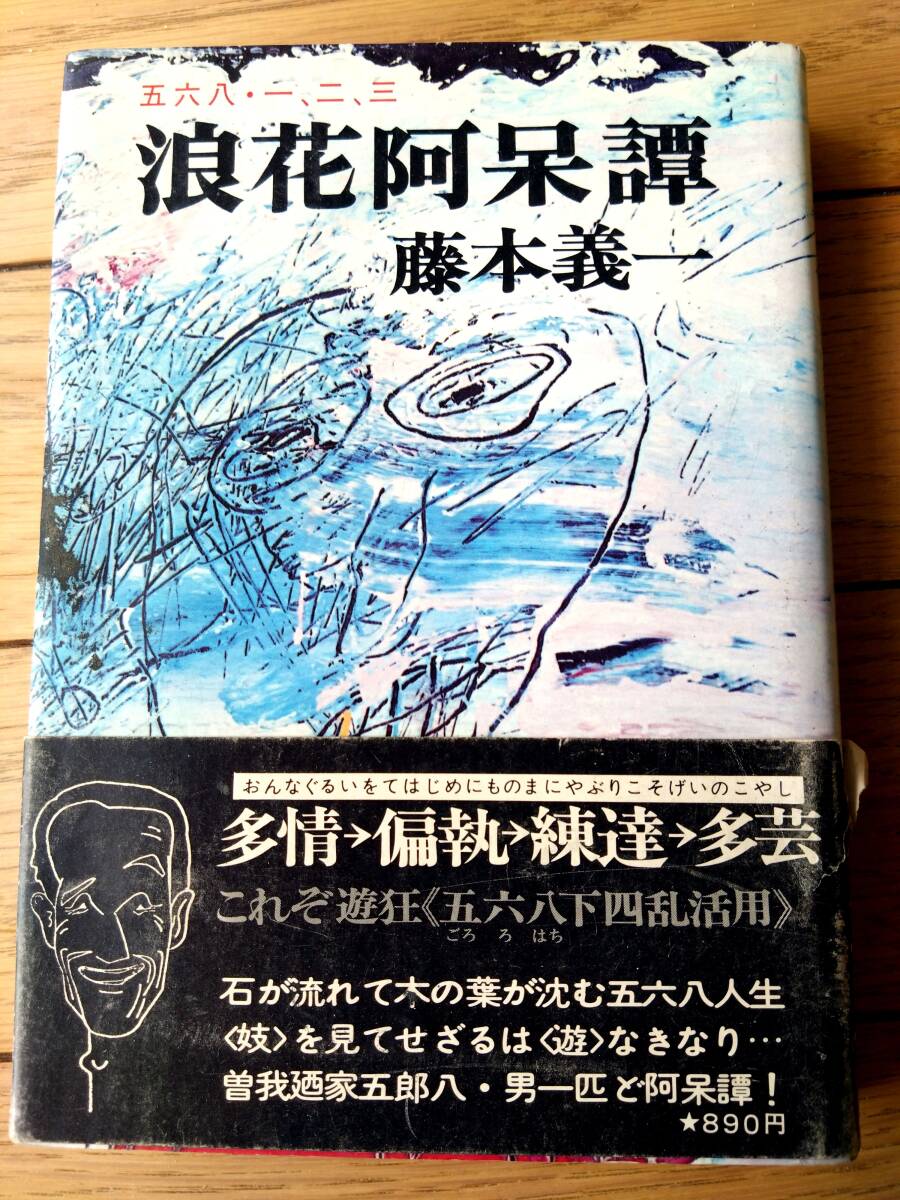 五六八・一、二、三
浪花阿呆譚
藤本義一
おんなぐるいをてはじめにものまにやぶりこそげいのこやし
多情→偏執→練達→多芸
これぞ遊狂《五六八下四乱活用》
ごろ ろ はち
石が流れて木の葉が沈む五六八人生
〈妓〉を見てせざるは〈遊〉なきなり…
曽我廼家五郎八・男一匹ど阿呆譚！
★890円